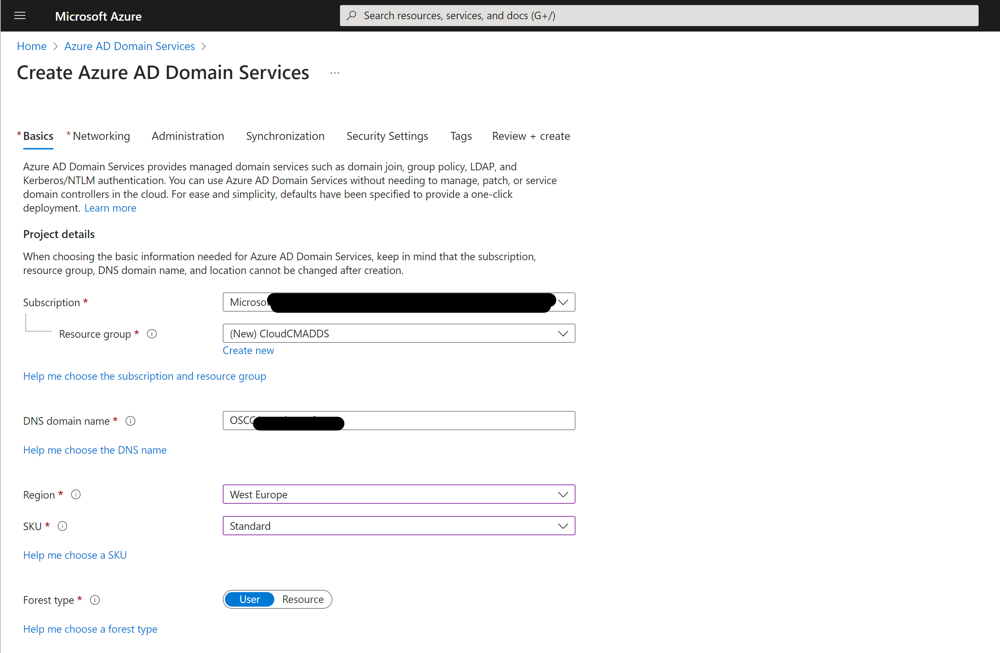 Microsoft Azure
Search resources, services, and docs (G+/)
Home > Azure AD Domain Services >
Create Azure AD Domain Services ...
* Basics * Networking Administration Synchronization Security Settings Tags Review + create
Azure AD Domain Services provides managed domain services such as domain join, group policy, LDAP, and
Kerberos/NTLM authentication. You can use Azure AD Domain Services without needing to manage, patch, or service
domain controllers in the cloud. For ease and simplicity, defaults have been specified to provide a one-click
deployment. Learn more
Project details
When choosing the basic information needed for Azure AD Domain Services, keep in mind that the subscription,
resource group, DNS domain name, and location cannot be changed after creation.
Subscription *
Resource group *
(New) CloudCMADDS
Create new
Help me choose the subscription and resource group
DNS domain name *
Help me choose the DNS name
Region *
West Europe
SKU *
Standard
Help me choose a SKU
Forest type *
User Resource
Help me choose a forest type